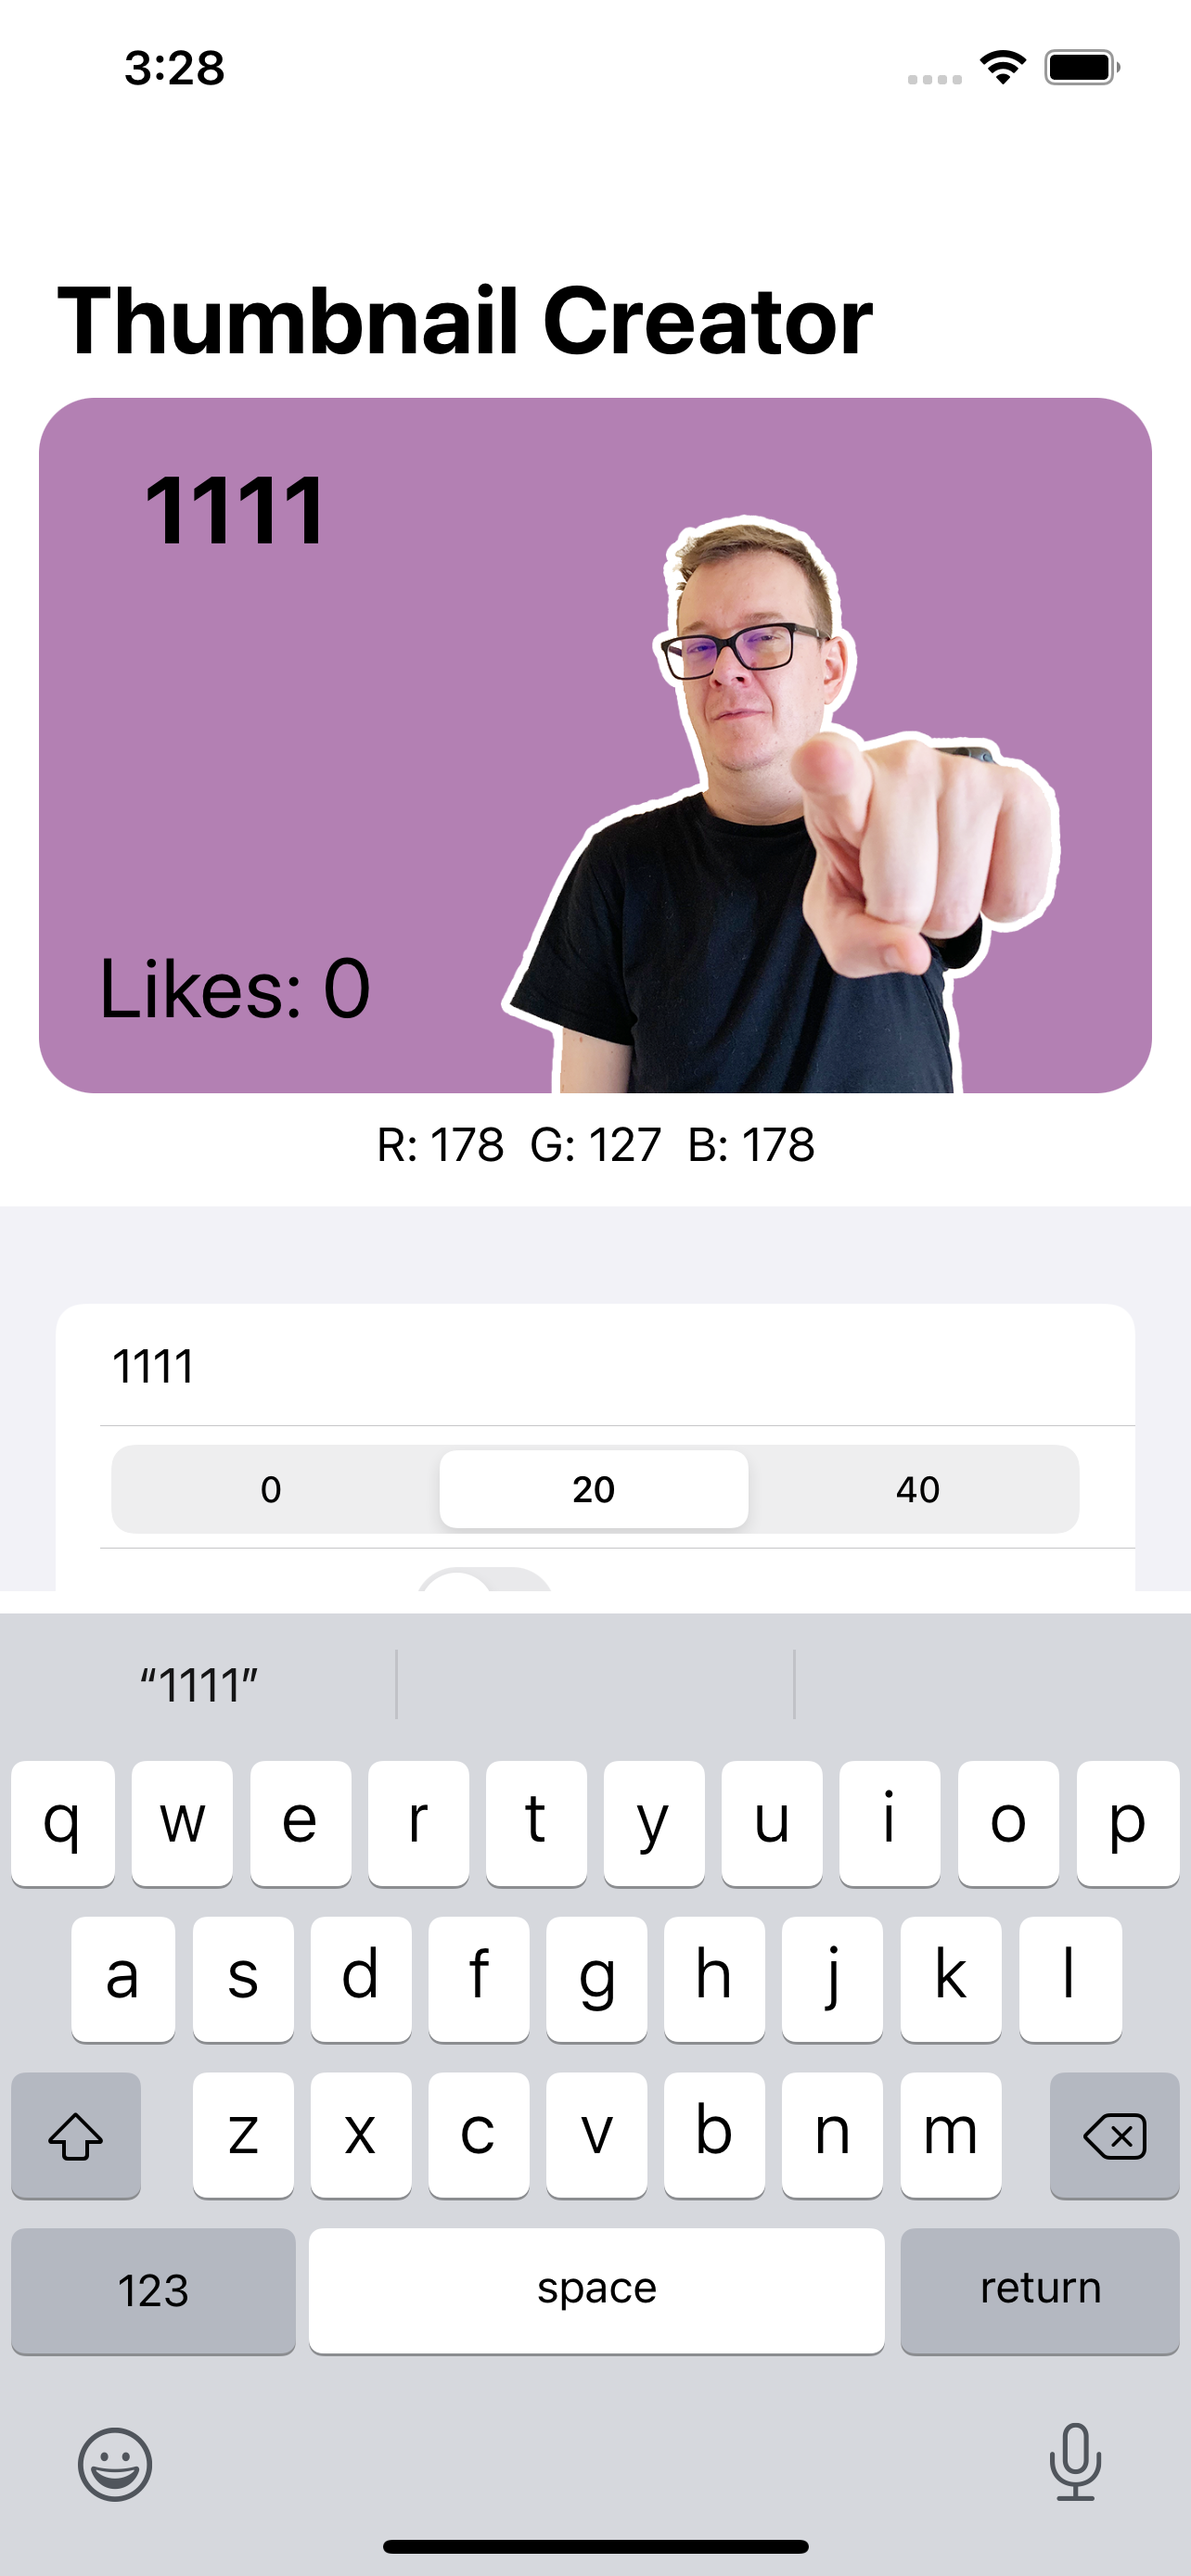 3:28
Thumbnail Creator
1111
Likes: 0
R: 178 G: 127 B: 178
1111
0 20 40
“1111”
q w e r t y u i o p
a s d f g h j k l
z x c v b n m
123 space return